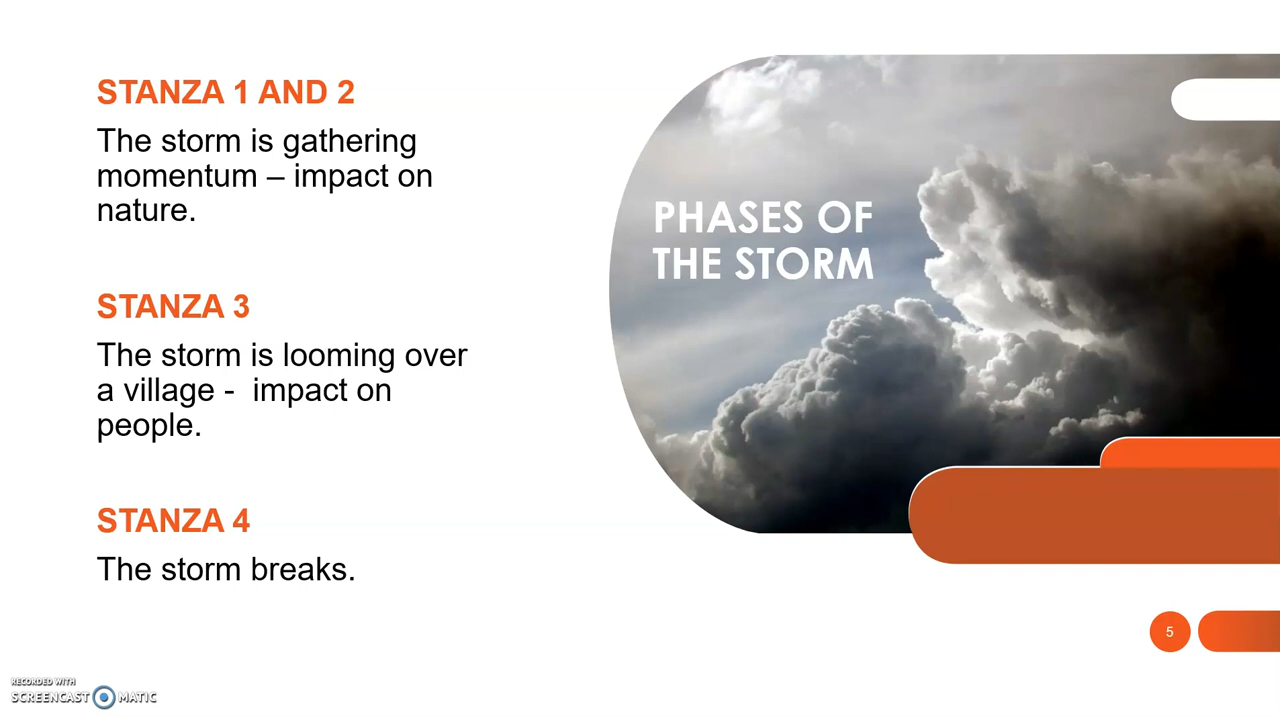 STANZA 1 AND 2
The storm is gathering
momentum – impact on
nature.
STANZA 3
The storm is looming over
a village -  impact on
people.
STANZA 4
The storm breaks.
PHASES OF
THE STORM
5
RECORDED WITH
SCREENCAST MATIC